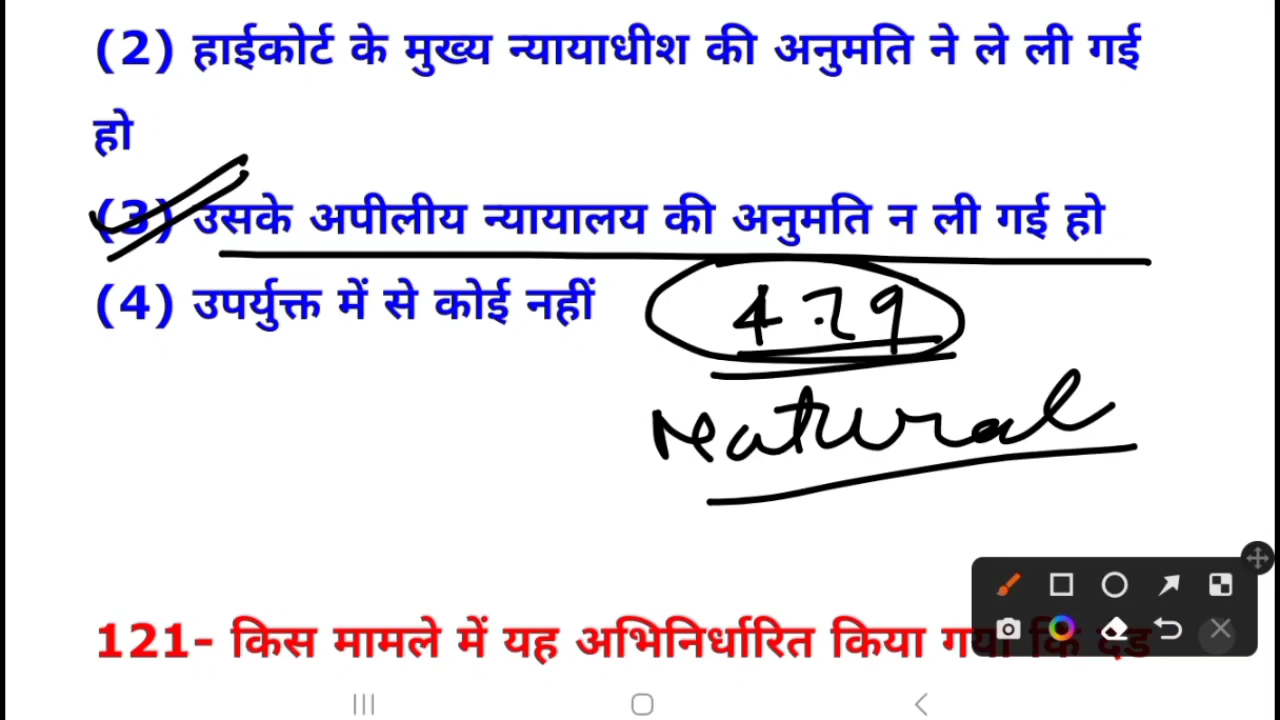 (2) हाईकोर्ट के मुख्य न्यायाधीश की अनुमति ने ले ली गई
हो
(3) उसके अपीलीय न्यायालय की अनुमति न ली गई हो
(4) उपर्युक्त में से कोई नहीं
479
Natural
121- किस मामले में यह अभिनिर्धारित किया गया कि दंड